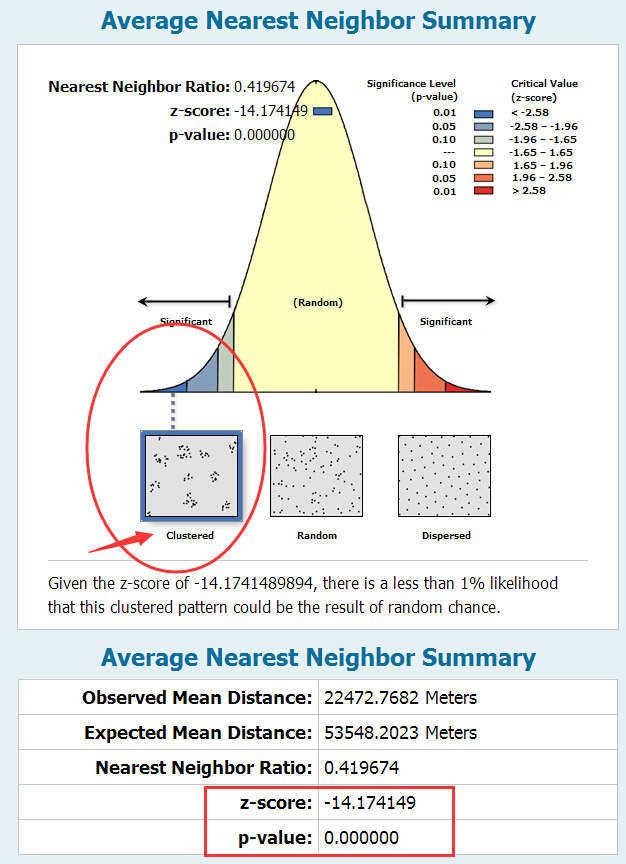 Average Nearest Neighbor Summary
Nearest Neighbor Ratio: 0.419674
z-score: -14.174149
p-value: 0.000000
Significance Level
(p-value)
Critical Value
(z-score)
0.01 < -2.58
0.05 -2.58 – -1.96
0.10 -1.96 – -1.65
--- -1.65 – 1.65
0.10 1.65 – 1.96
0.05 1.96 – 2.58
0.01 > 2.58
(Random)
Significant
Significant
Clustered
Random
Dispersed
Given the z-score of -14.1741489894, there is a less than 1% likelihood
that this clustered pattern could be the result of random chance.
Average Nearest Neighbor Summary
Observed Mean Distance: 22472.7682 Meters
Expected Mean Distance: 53548.2023 Meters
Nearest Neighbor Ratio: 0.419674
z-score: -14.174149
p-value: 0.000000